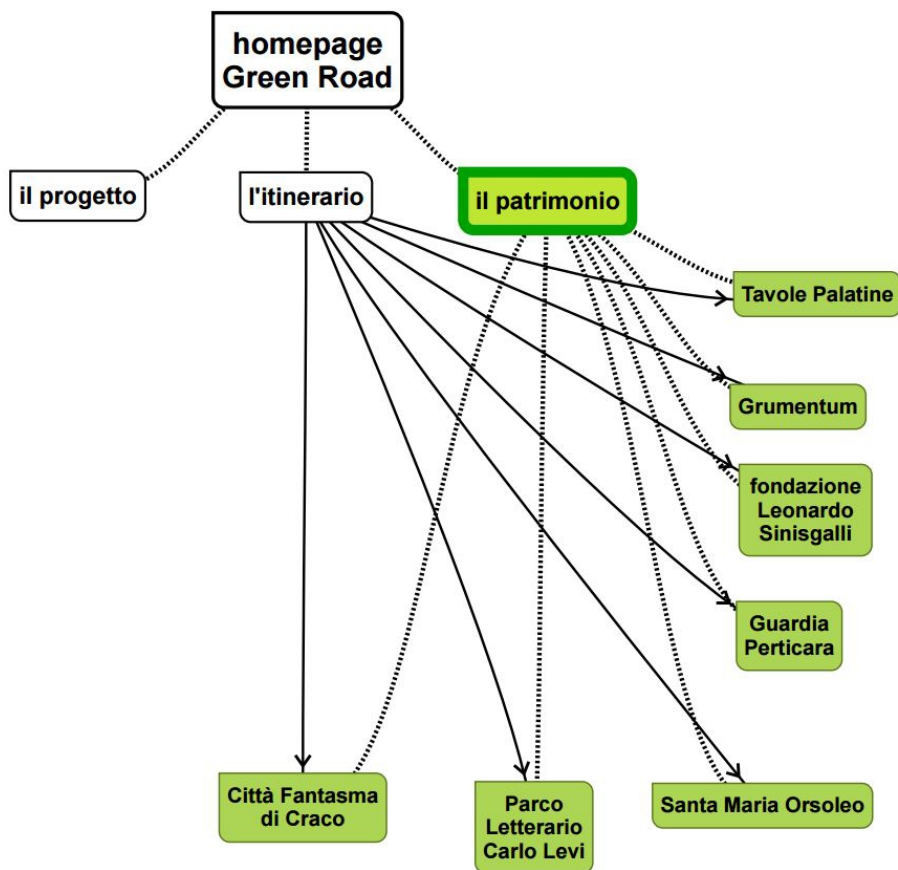 homepage
Green Road
il progetto
l'itinerario
il patrimonio
Tavole Palatine
Grumentum
fondazione
Leonardo
Sinisgalli
Guardia
Perticara
Città Fantasma
di Craco
Parco
Letterario
Carlo Levi
Santa Maria Orsoleo